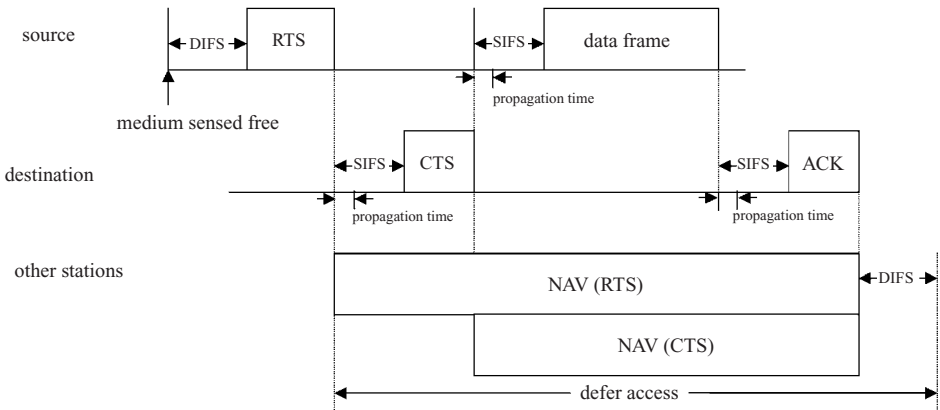 source
DIFS
RTS
SIFS
data frame
propagation time
medium sensed free
destination
SIFS
CTS
SIFS
ACK
propagation time
propagation time
other stations
NAV (RTS)
DIFS
NAV (CTS)
defer access